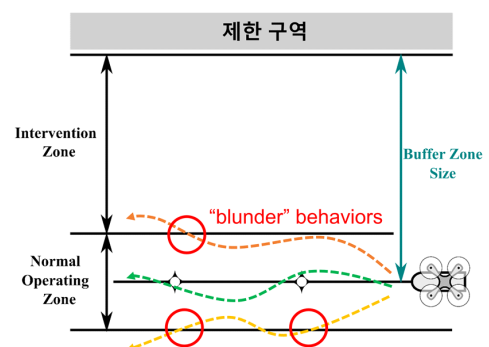 제한 구역
Intervention
Zone
Buffer Zone
Size
“blunder” behaviors
Normal
Operating
Zone